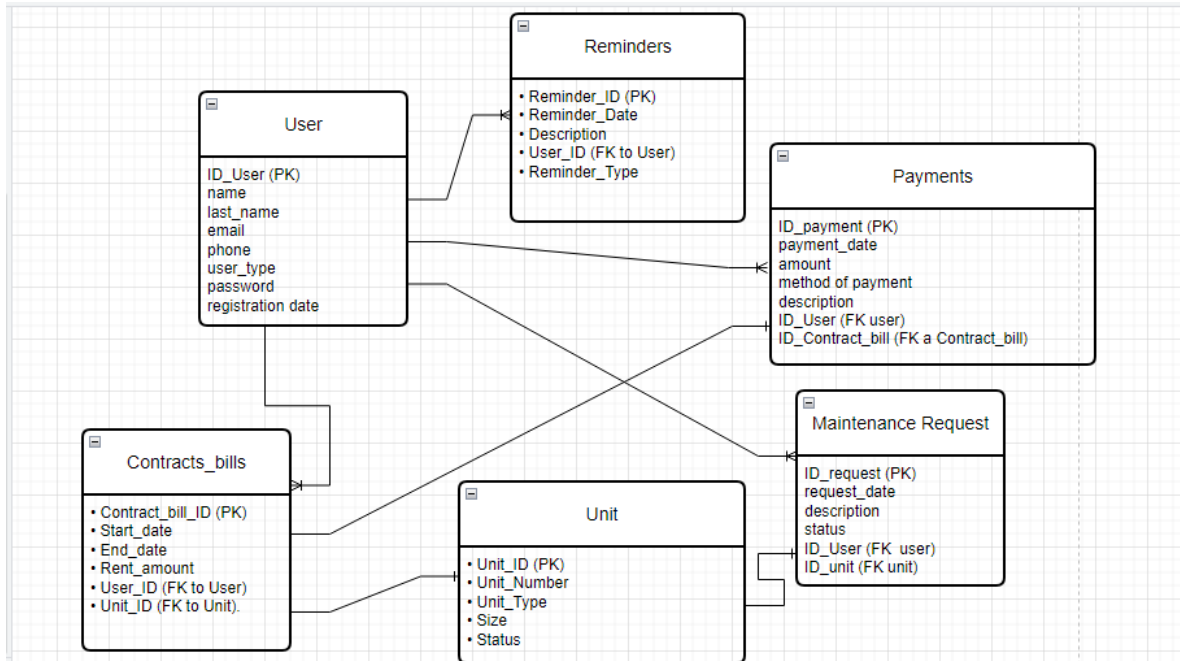 Reminders
• Reminder_ID (PK)
• Reminder_Date
• Description
• User_ID (FK to User)
• Reminder_Type
User
ID_User (PK)
name
last_name
email
phone
user_type
password
registration date
Payments
ID_payment (PK)
payment_date
amount
method of payment
description
ID_User (FK user)
ID_Contract_bill (FK a Contract_bill)
Maintenance Request
ID_request (PK)
request_date
description
status
ID_User (FK  user)
ID_unit (FK unit)
Contracts_bills
• Contract_bill_ID (PK)
• Start_date
• End_date
• Rent_amount
• User_ID (FK to User)
• Unit_ID (FK to Unit).
Unit
• Unit_ID (PK)
• Unit_Number
• Unit_Type
• Size
• Status